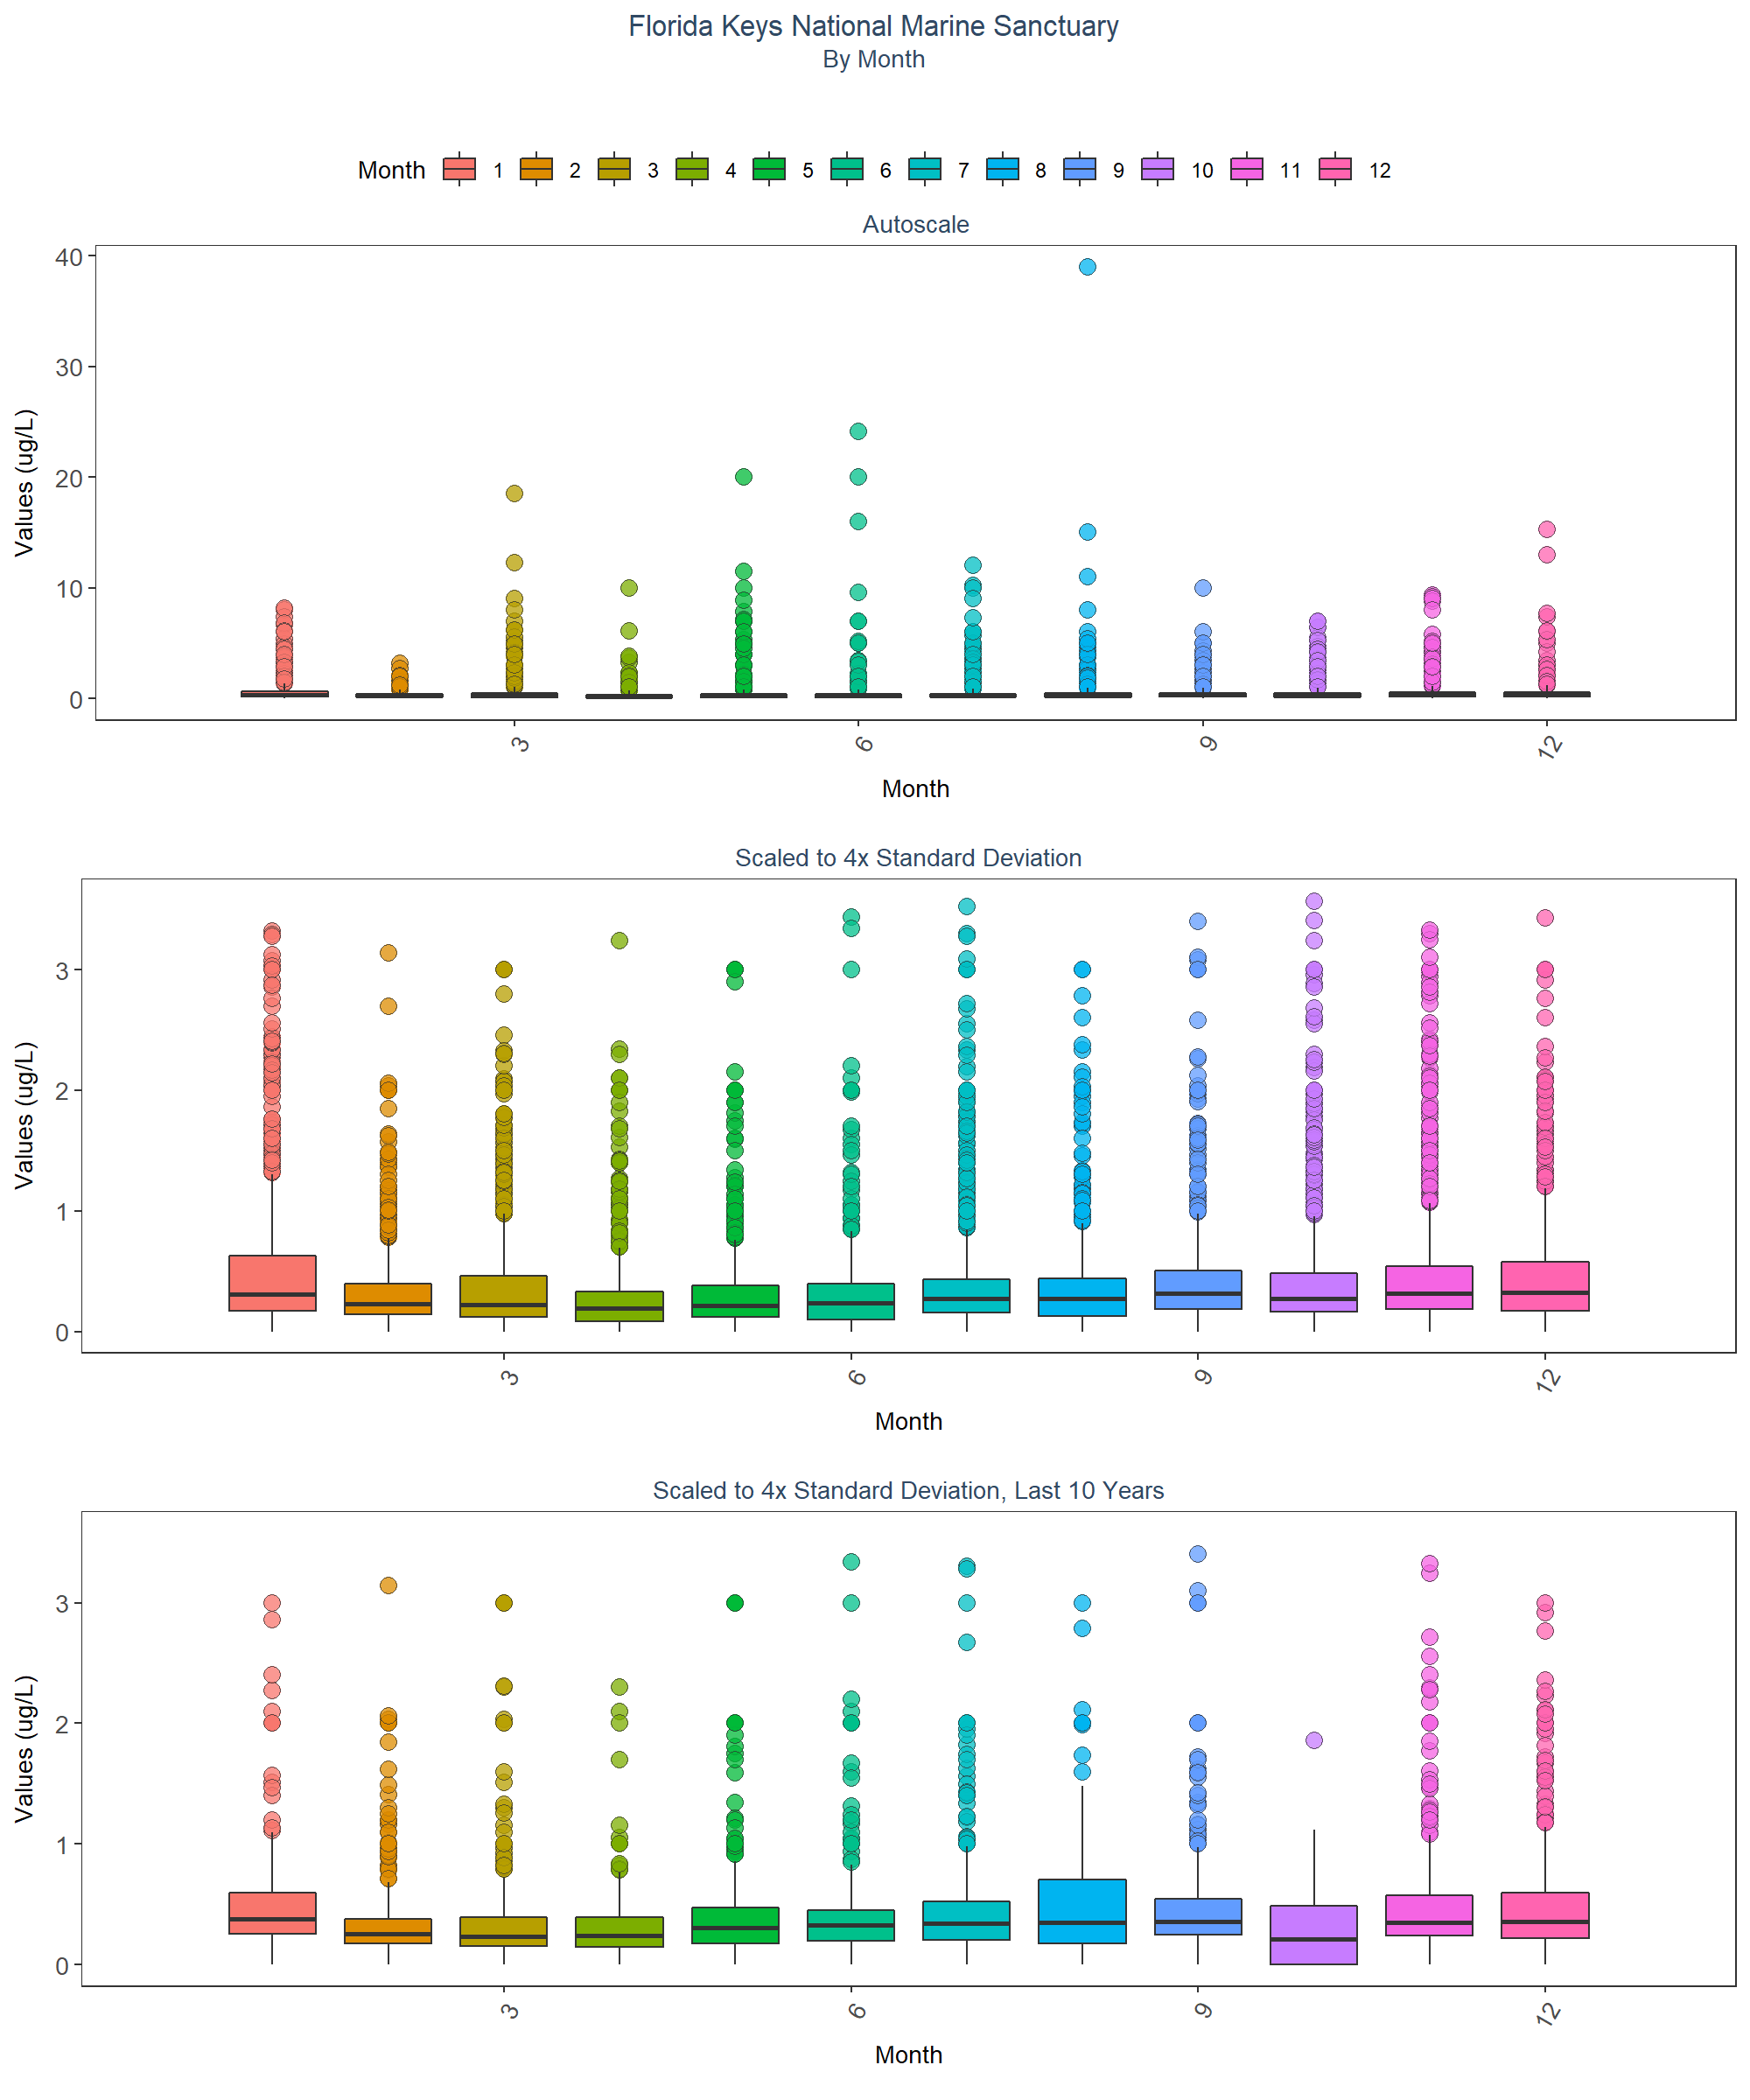 Florida Keys National Marine Sanctuary
By Month
Month 1 2 3 4 5 6 7 8 9 10 11 12
Autoscale
40
30
20
10
0
Values (ug/L)
3 6 9 12
Month
Scaled to 4x Standard Deviation
3
2
1
0
Values (ug/L)
3 6 9 12
Month
Scaled to 4x Standard Deviation, Last 10 Years
3
2
1
0
Values (ug/L)
3 6 9 12
Month